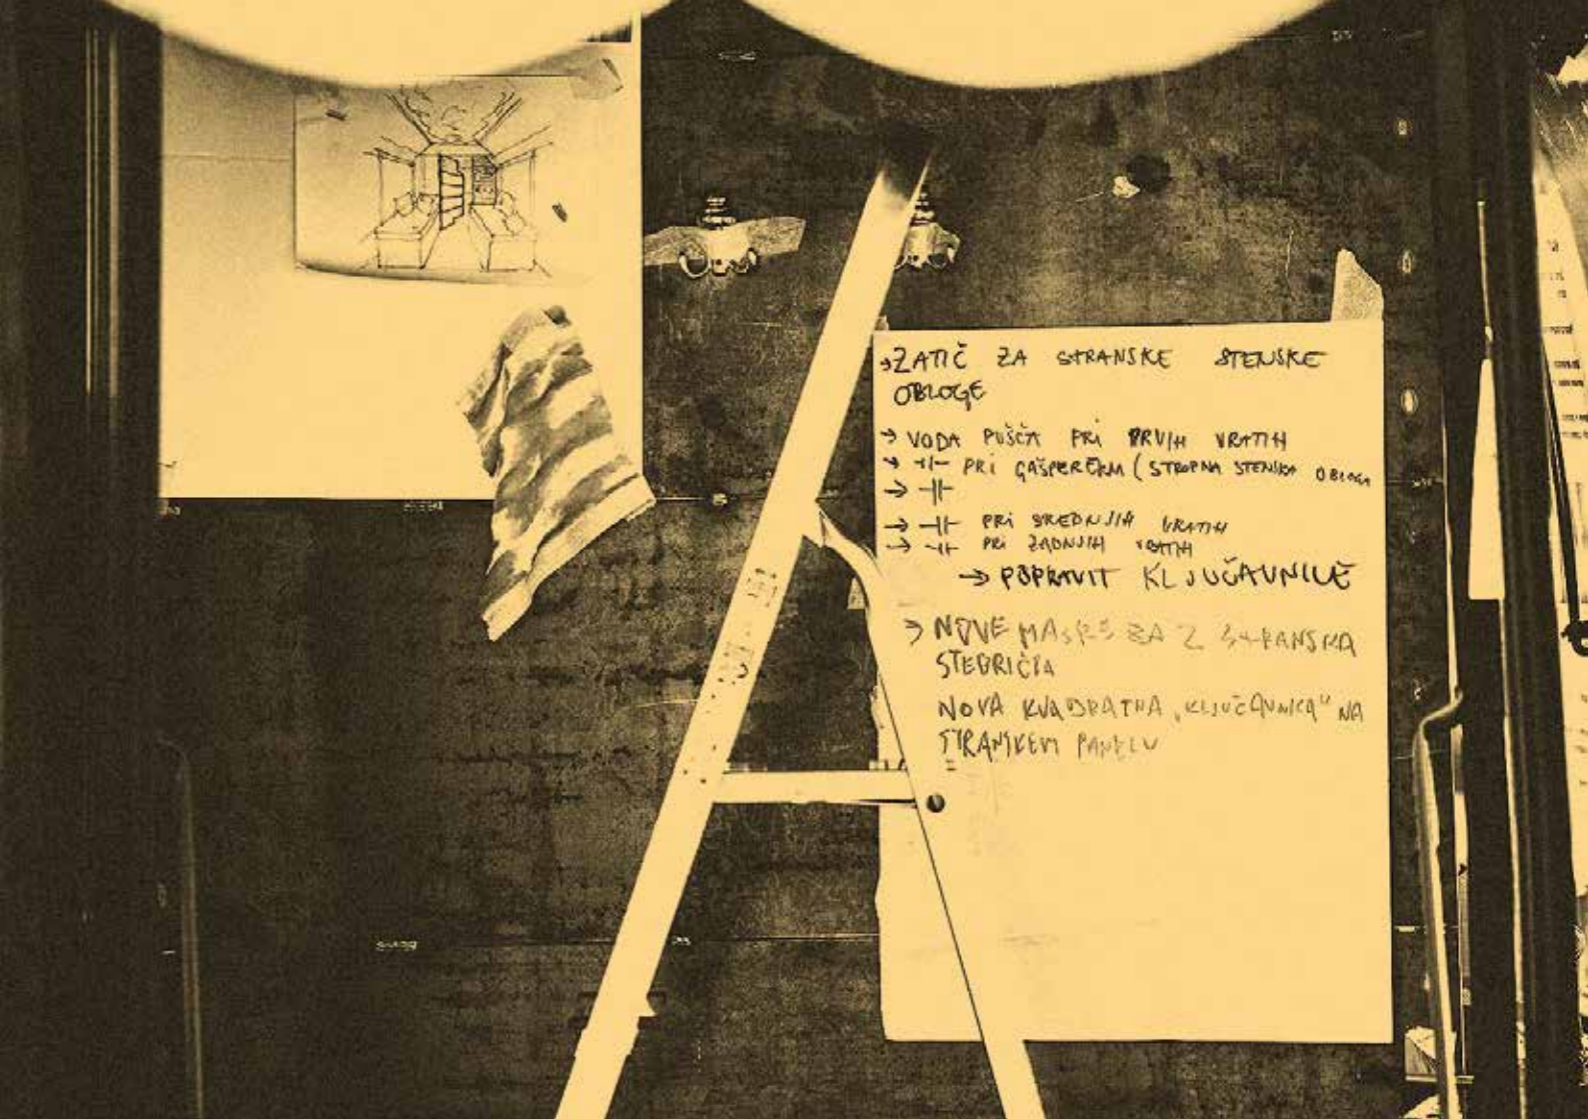 → ZATIČ ZA STRANSKE STENSKE
OBLOGE
→ VODA PUŠČA PRI PRVIH VRATIH
→ -||- PRI GAŠPERČKU (STROPNA STENSKA OBLOGA
→ -||-
→ -||- PRI SREDNJIH VRATIH
→ -||- PRI ZADNJIH VRATIH
→ POPRAVIT KLJUČAVNICE
→ NOVE MASKE ZA 2 STRANSKA
STEBRIČKA
NOVA KVADRATNA „KLJUČAVNICA" NA
STRANSKEM PANELU